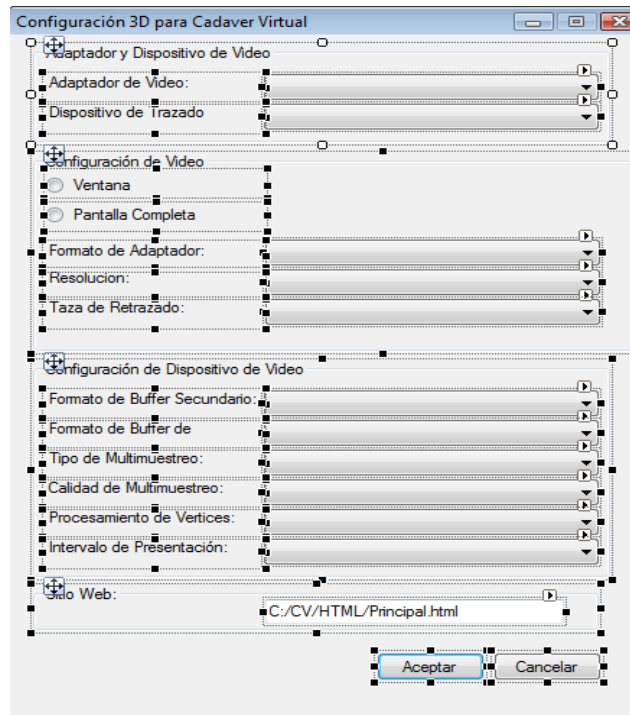 Configuración 3D para Cadaver Virtual
Adaptador y Dispositivo de Video
Adaptador de Video:
Dispositivo de Trazado
Configuración de Video
Ventana
Pantalla Completa
Formato de Adaptador:
Resolucion:
Taza de Retrazado:
Configuración de Dispositivo de Video
Formato de Buffer Secundario:
Formato de Buffer de
Tipo de Multimuestreo:
Calidad de Multimuestreo:
Procesamiento de Vertices:
Intervalo de Presentación:
Sitio Web:
C:/CV/HTML/Principal.html
Aceptar Cancelar